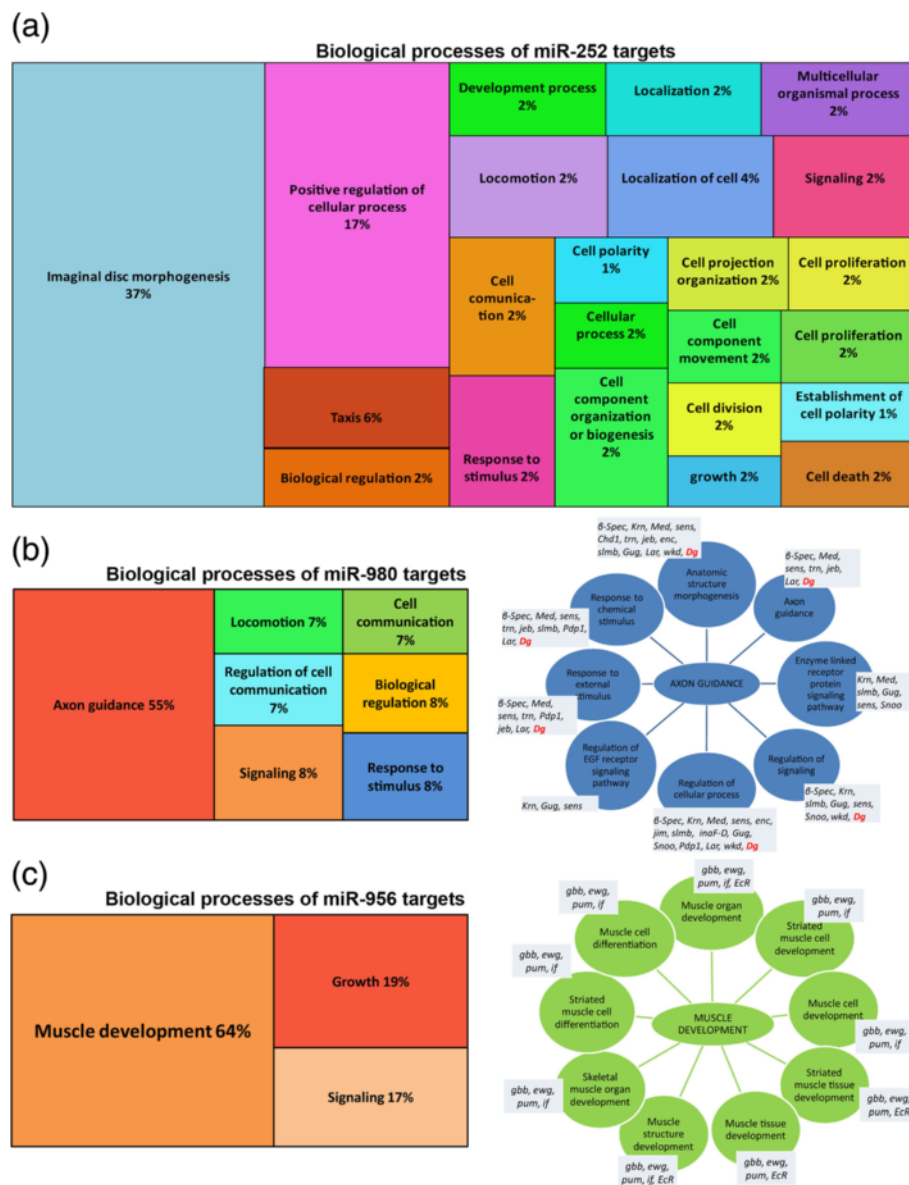 (a)
Biological processes of miR-252 targets
Imaginal disc morphogenesis
37%
Positive regulation of
cellular process
17%
Taxis 6%
Biological regulation 2%
Development process
2%
Localization 2%
Multicellular
organismal process
2%
Locomotion 2%
Localization of cell 4%
Signaling 2%
Cell
comunica-
tion 2%
Cell polarity
1%
Cell projection
organization 2%
Cell proliferation
2%
Cellular
process 2%
Cell
component
movement 2%
Cell proliferation
2%
Response to
stimulus 2%
Cell
component
organization
or biogenesis
2%
Cell division
2%
Establishment of
cell polarity 1%
growth 2%
Cell death 2%
(b)
Biological processes of miR-980 targets
Axon guidance 55%
Locomotion 7%
Cell
communication
7%
Regulation of cell
communication
7%
Biological
regulation 8%
Signaling 8%
Response to
stimulus 8%
β-Spec, Krn, Med, sens,
Chd1, trn, jeb, enc,
slmb, Gug, Lar, wkd, Dg
Anatomic
structure
morphogenesis
β-Spec, Med,
sens, trn, jeb,
Lar, Dg
Axon
guidance
Response to
chemical
stimulus
β-Spec, Med, sens,
trn, jeb, slmb, Pdp1,
Lar, Dg
AXON GUIDANCE
Enzyme linked
receptor
protein signaling
pathway
Krn, Med,
slmb, Gug,
sens, Snoo
Response to
external
stimulus
β-Spec, Med,
sens, trn, Pdp1,
jeb, Lar, Dg
Regulation of
EGF receptor
signaling
pathway
Krn, Gug, sens
Regulation of
cellular process
β-Spec, Krn, Med, sens, enc,
jim, slmb, inaF-D, Gug,
Snoo, Pdp1, Lar, wkd, Dg
Regulation of
signaling
β-Spec, Krn,
slmb, Gug, sens,
Snoo, wkd, Dg
(c)
Biological processes of miR-956 targets
Muscle development 64%
Growth 19%
Signaling 17%
gbb, ewg,
pum, if, EcR
Muscle organ
development
gbb, ewg,
pum, if
Striated
muscle cell
development
gbb, ewg,
pum, if
Muscle cell
differentiation
gbb, ewg,
pum, if
Striated
muscle cell
differentiation
MUSCLE
DEVELOPMENT
Muscle cell
development
gbb, ewg,
pum, if
Skeletal
muscle organ
development
gbb, ewg,
pum, if
Striated
muscle tissue
development
gbb, ewg,
pum, EcR
Muscle
structure
development
gbb, ewg,
pum, if, EcR
Muscle tissue
development
gbb, ewg,
pum, EcR